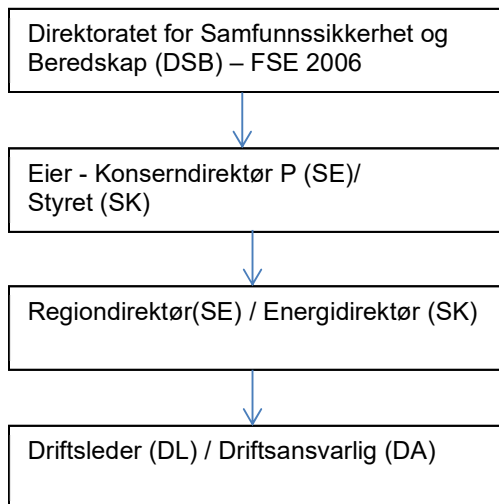 Direktoratet for Samfunnssikkerhet og
Beredskap (DSB) – FSE 2006
Eier - Konserndirektør P (SE)/
Styret (SK)
Regiondirektør(SE) / Energidirektør (SK)
Driftsleder (DL) / Driftsansvarlig (DA)